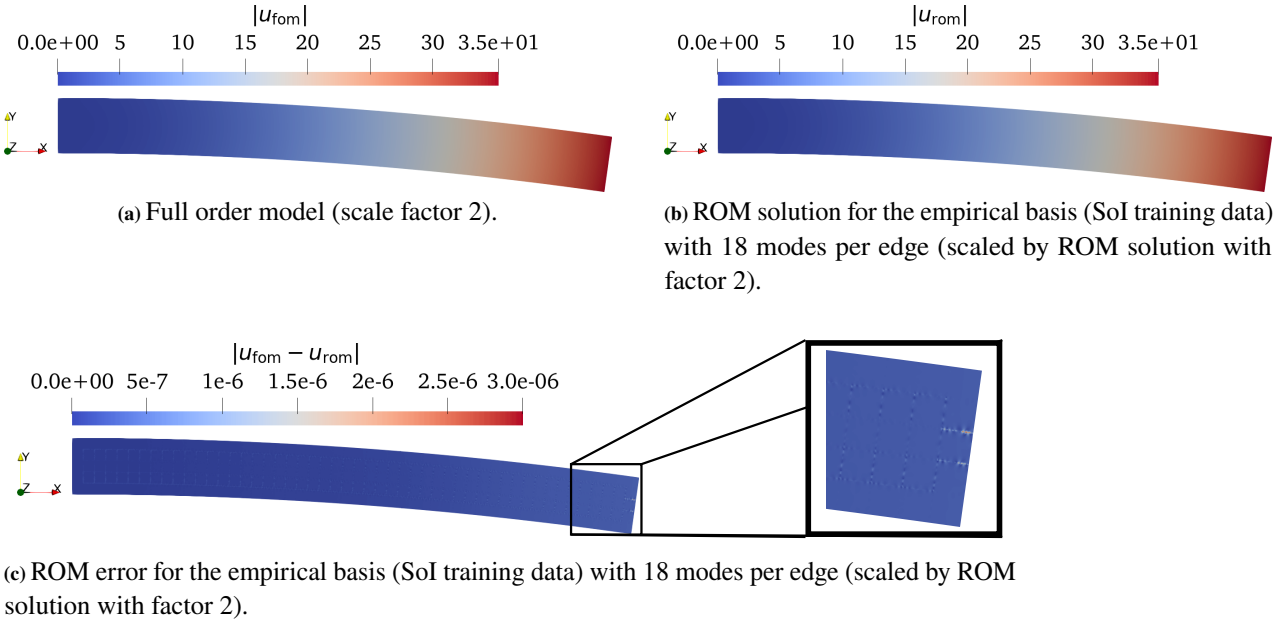 |u_fom|
0.0e+00 5 10 15 20 25 30 3.5e+01
Y
Z X
(a) Full order model (scale factor 2).
|u_rom|
0.0e+00 5 10 15 20 25 30 3.5e+01
Y
Z X
(b) ROM solution for the empirical basis (SoI training data)
with 18 modes per edge (scaled by ROM solution with
factor 2).
|u_fom − u_rom|
0.0e+00 5e-7 1e-6 1.5e-6 2e-6 2.5e-6 3.0e-06
Y
Z X
(c) ROM error for the empirical basis (SoI training data) with 18 modes per edge (scaled by ROM
solution with factor 2).